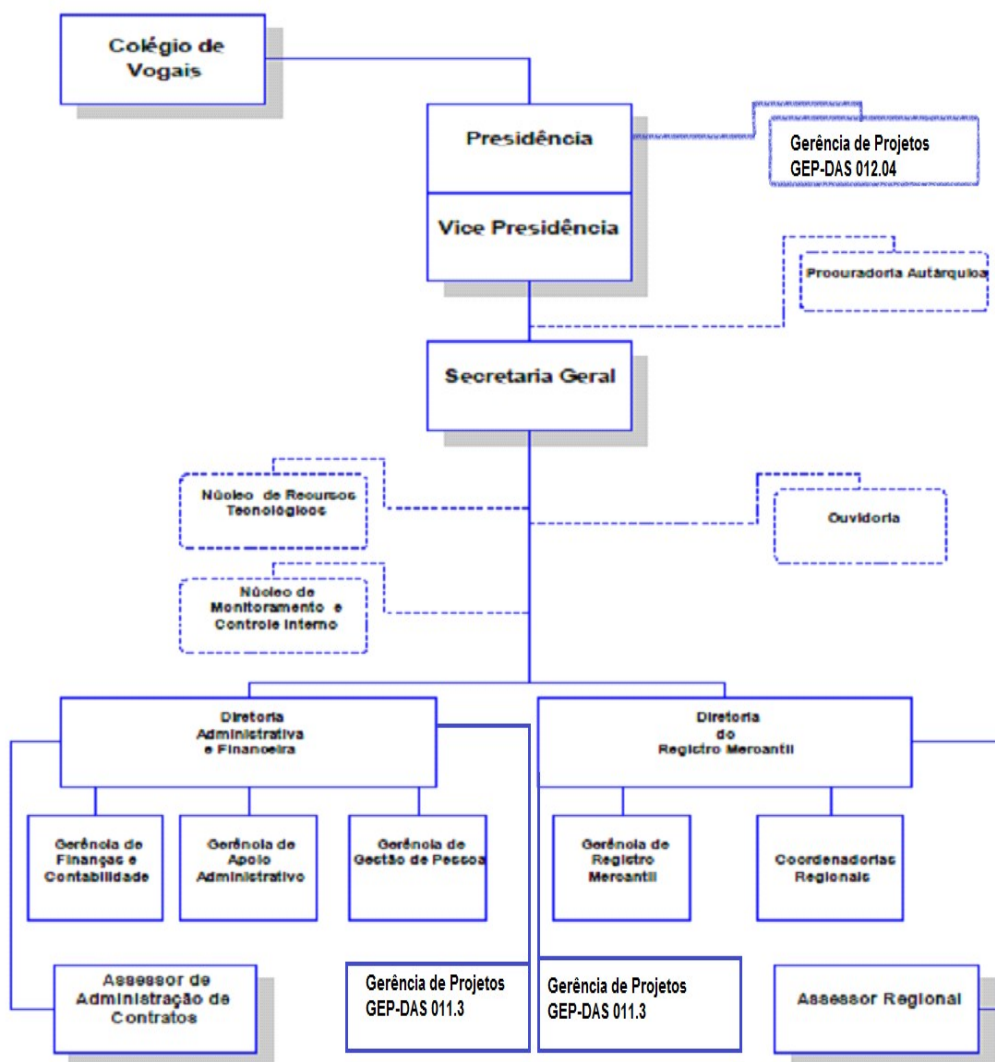 Colégio de
Vogais
Presidência
Gerência de Projetos
GEP-DAS 012.04
Vice Presidência
Procuradoria Autárquica
Secretaria Geral
Núcleo de Recursos
Tecnológicos
Ouvidoria
Núcleo de
Monitoramento e
Controle Interno
Diretoria
Administrativa
e Financeira
Diretoria
do
Registro Mercantil
Gerência de
Finanças e
Contabilidade
Gerência de
Apoio
Administrativo
Gerência de
Gestão de Pessoa
Gerência de
Registro
Mercantil
Coordenadorias
Regionais
Assessor de
Administração de
Contratos
Gerência de Projetos
GEP-DAS 011.3
Gerência de Projetos
GEP-DAS 011.3
Assessor Regional